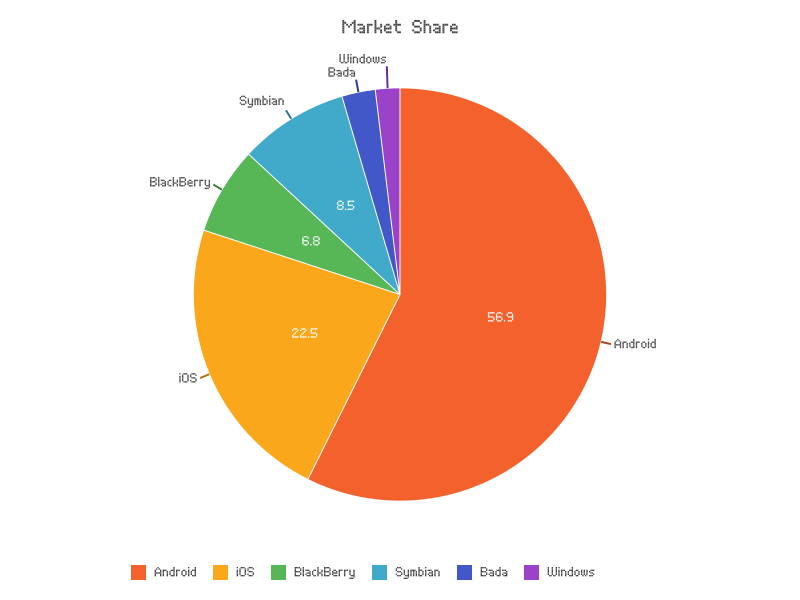 Market Share
Windows
Bada
Symbian
BlackBerry
8.5
6.8
56.9
22.5
Android
iOS
Android iOS BlackBerry Symbian Bada Windows